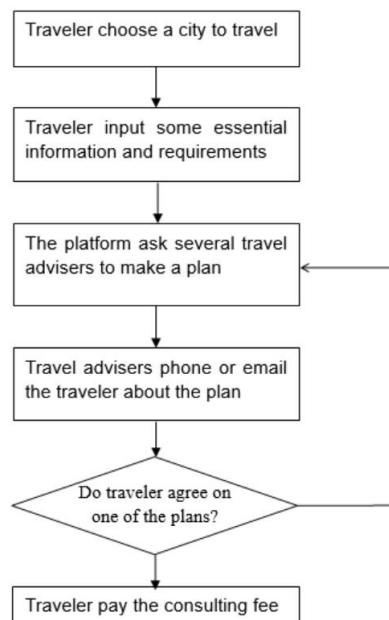 Traveler choose a city to travel
Traveler input some essential
information and requirements
The platform ask several travel
advisers to make a plan
Travel advisers phone or email
the traveler about the plan
Do traveler agree on
one of the plans?
Traveler pay the consulting fee